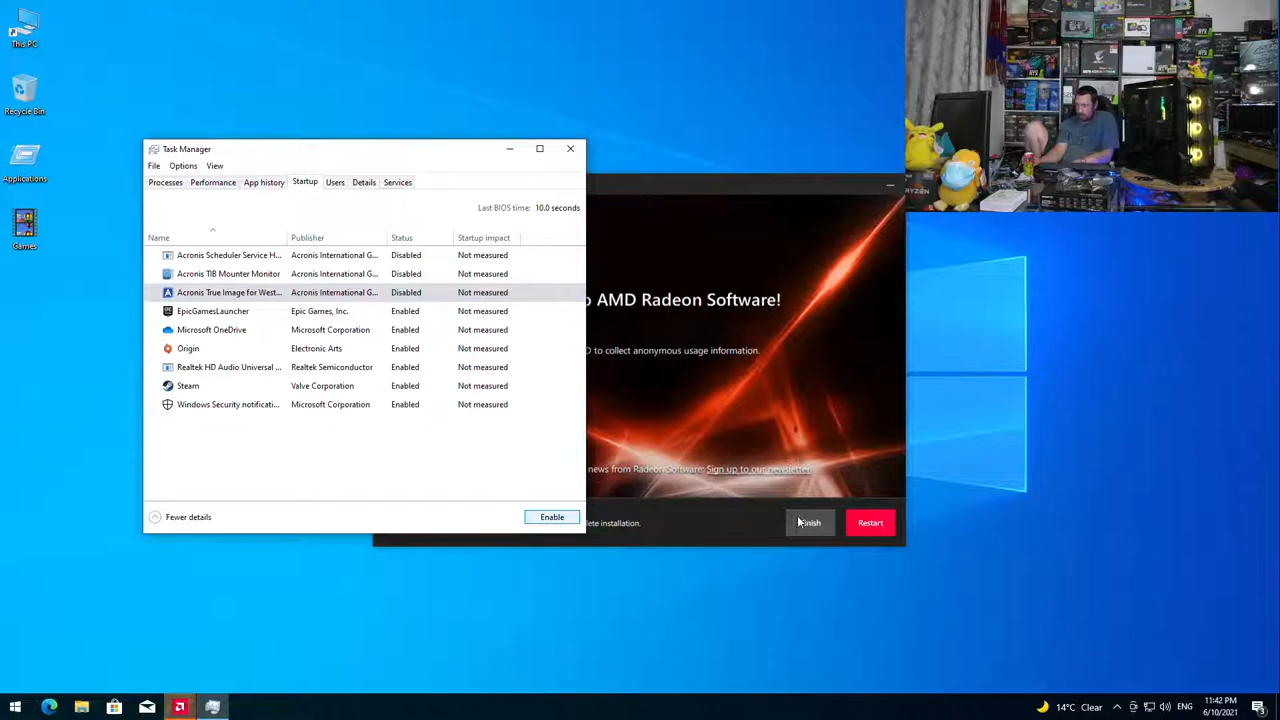 This PC
Recycle Bin
Applications
Games
Task Manager
File Options View
Processes Performance App history Startup Users Details Services
Last BIOS time: 10.0 seconds
Name Publisher Status Startup impact
Acronis Scheduler Service H... Acronis International G... Disabled Not measured
Acronis TIB Mounter Monitor Acronis International G... Disabled Not measured
Acronis True Image for West... Acronis International G... Disabled Not measured
EpicGamesLauncher Epic Games, Inc. Enabled Not measured
Microsoft OneDrive Microsoft Corporation Enabled Not measured
Origin Electronic Arts Enabled Not measured
Realtek HD Audio Universal ... Realtek Semiconductor Enabled Not measured
Steam Valve Corporation Enabled Not measured
Windows Security notificati... Microsoft Corporation Enabled Not measured
Fewer details Enable
AMD Radeon Software!
to collect anonymous usage information.
news from Radeon Software: Sign up to our newsletter
installation.
Finish Restart
RYZEN
14°C Clear ENG
11:42 PM
6/10/2021
3